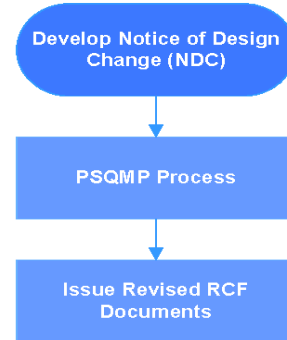 Develop Notice of Design
Change (NDC)
PSQMP Process
Issue Revised RCF
Documents